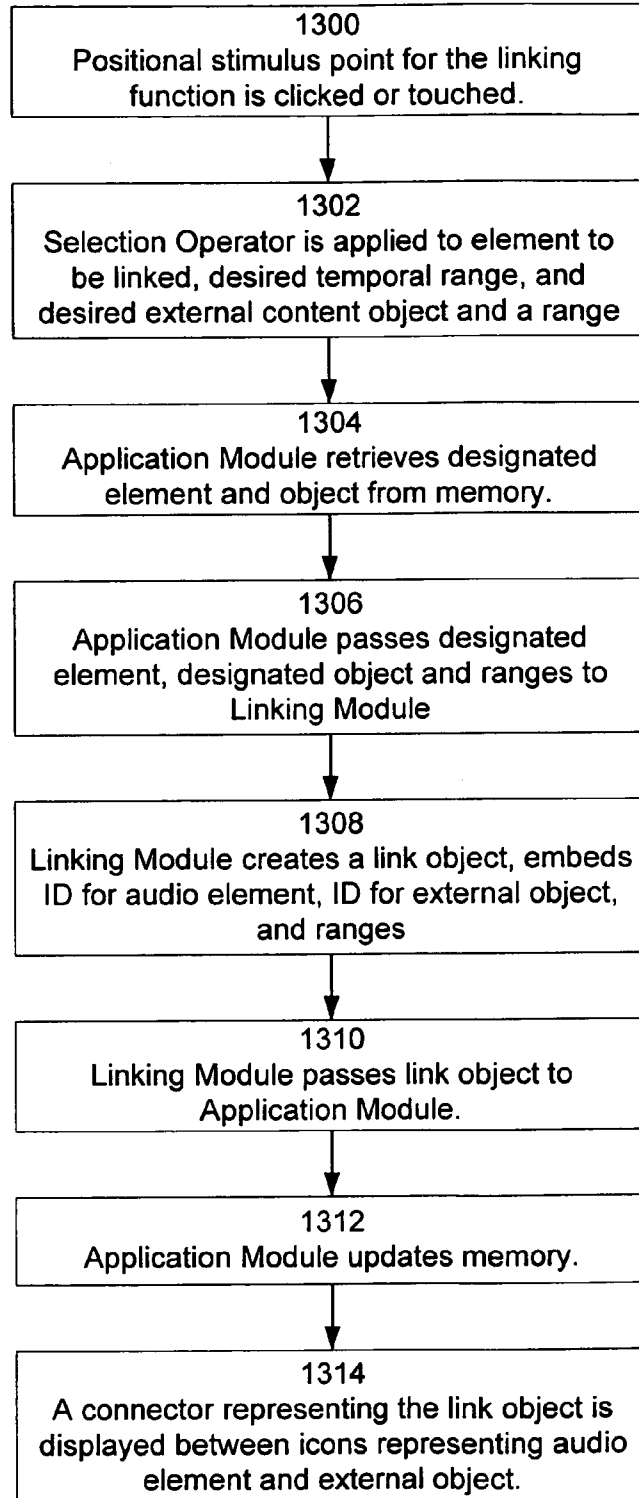 1300
Positional stimulus point for the linking
function is clicked or touched.
1302
Selection Operator is applied to element to
be linked, desired temporal range, and
desired external content object and a range
1304
Application Module retrieves designated
element and object from memory.
1306
Application Module passes designated
element, designated object and ranges to
Linking Module
1308
Linking Module creates a link object, embeds
ID for audio element, ID for external object,
and ranges
1310
Linking Module passes link object to
Application Module.
1312
Application Module updates memory.
1314
A connector representing the link object is
displayed between icons representing audio
element and external object.